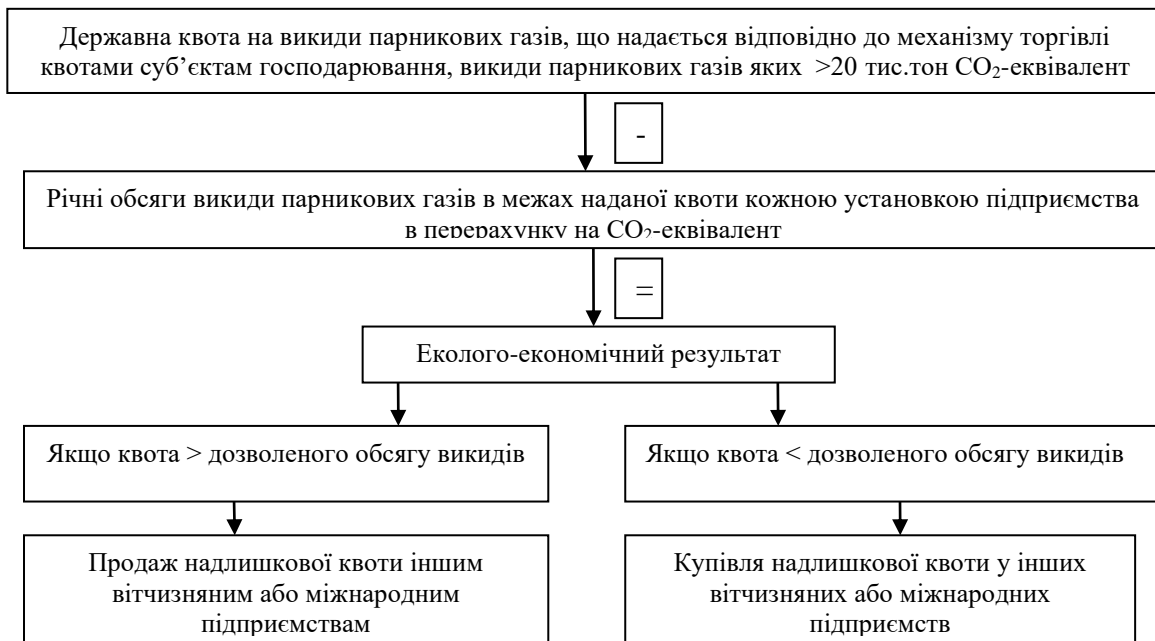 Державна квота на викиди парникових газів, що надається відповідно до механізму торгівлі
квотами суб’єктам господарювання, викиди парникових газів яких >20 тис.тон CO₂-еквівалент
-
Річні обсяги викиди парникових газів в межах наданої квоти кожною установкою підприємства
в перерахунку на CO₂-еквівалент
=
Еколого-економічний результат
Якщо квота > дозволеного обсягу викидів
Якщо квота < дозволеного обсягу викидів
Продаж надлишкової квоти іншим
вітчизняним або міжнародним
підприємствам
Купівля надлишкової квоти у інших
вітчизняних або міжнародних
підприємств